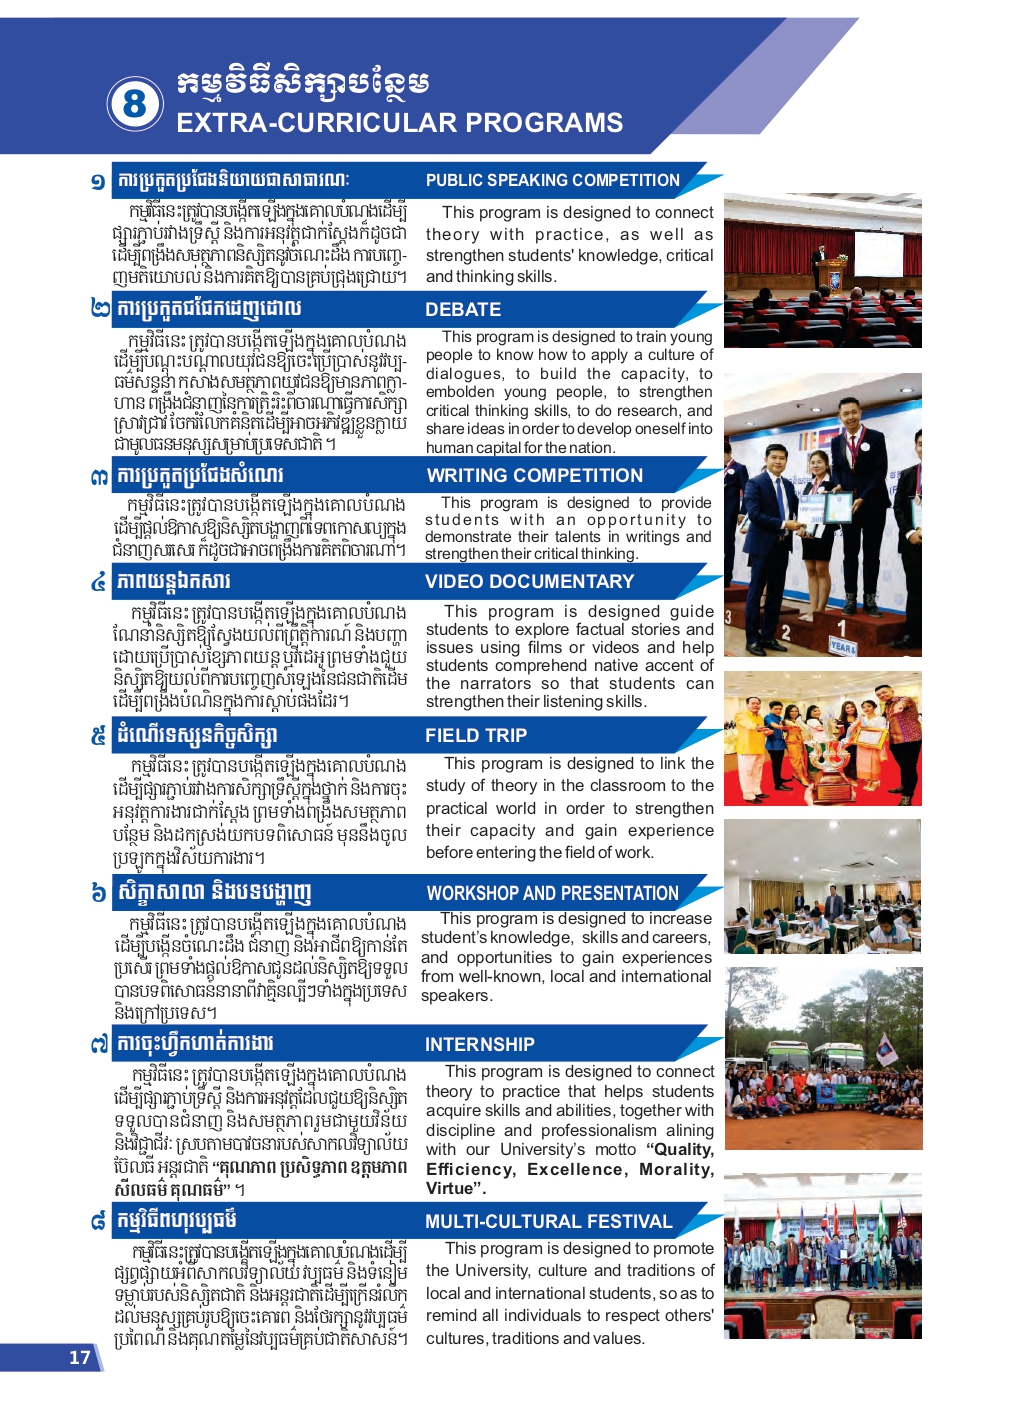 8
កម្មវិធីសិក្សាបន្ថែម
EXTRA-CURRICULAR PROGRAMS
១ ការប្រកួតប្រជែងនិយាយជាសាធារណៈ
PUBLIC SPEAKING COMPETITION
កម្មវិធីនេះត្រូវបានបង្កើតឡើងក្នុងគោលបំណងដើម្បី
ផ្សារភ្ជាប់រវាងទ្រឹស្តី និងការអនុវត្តជាក់ស្តែងក៏ដូចជា
ដើម្បីពង្រឹងសមត្ថភាពនិស្សិតនូវចំណេះដឹង ការបញ្ចេ-
ញមតិយោបល់ និងការគិតឱ្យបានគ្រប់ជ្រុងជ្រោយ។
This program is designed to connect
theory with practice, as well as
strengthen students' knowledge, critical
and thinking skills.
២ ការប្រកួតជជែកដេញដោល
DEBATE
កម្មវិធីនេះ ត្រូវបានបង្កើតឡើងក្នុងគោលបំណង
ដើម្បីបណ្តុះបណ្តាលយុវជនឱ្យចេះប្រើប្រាស់នូវវប្ប-
ធម៌សន្ទនា កសាងសមត្ថភាពយុវជនឱ្យមានភាពក្លា-
ហាន ពង្រឹងជំនាញនៃការត្រិះរិះពិចារណាធ្វើការសិក្សា
ស្រាវជ្រាវ ចែករំលែកគំនិតដើម្បីអាចអភិវឌ្ឍខ្លួនក្លាយ
ជាមូលធនមនុស្សសម្រាប់ប្រទេសជាតិ ។
This program is designed to train young
people to know how to apply a culture of
dialogues, to build the capacity, to
embolden young people, to strengthen
critical thinking skills, to do research, and
share ideas in order to develop oneself into
human capital for the nation.
៣ ការប្រកួតប្រជែងសំណេរ
WRITING COMPETITION
កម្មវិធីនេះត្រូវបានបង្កើតឡើងក្នុងគោលបំណង
ដើម្បីផ្តល់ឱកាសឱ្យនិស្សិតបង្ហាញពីទេពកោសល្យក្នុង
ជំនាញសរសេរ ក៏ដូចជាអាចពង្រឹងការគិតពិចារណា។
This program is designed to provide
students with an opportunity to
demonstrate their talents in writings and
strengthen their critical thinking.
៤ ភាពយន្តឯកសារ
VIDEO DOCUMENTARY
កម្មវិធីនេះ ត្រូវបានបង្កើតឡើងក្នុងគោលបំណង
ណែនាំនិស្សិតឱ្យស្វែងយល់ពីព្រឹត្តិការណ៍ និងបញ្ហា
ដោយប្រើប្រាស់ខ្សែភាពយន្ត ឬវីដេអូ ព្រមទាំងជួយ
និស្សិតឱ្យយល់ពីការបញ្ចេញសំឡេងនៃជនជាតិដើម
ដើម្បីពង្រឹងបំណិនក្នុងការស្តាប់ផងដែរ។
This program is designed guide
students to explore factual stories and
issues using films or videos and help
students comprehend native accent of
the narrators so that students can
strengthen their listening skills.
៥ ដំណើរទស្សនកិច្ចសិក្សា
FIELD TRIP
កម្មវិធីនេះ ត្រូវបានបង្កើតឡើងក្នុងគោលបំណង
ដើម្បីផ្សារភ្ជាប់រវាងការសិក្សាទ្រឹស្តីក្នុងថ្នាក់ និងការចុះ
អនុវត្តការងារជាក់ស្តែង ព្រមទាំងពង្រឹងសមត្ថភាព
បន្ថែម និងដកស្រង់យកបទពិសោធន៍ មុននឹងចូល
ប្រឡូកក្នុងវិស័យការងារ។
This program is designed to link the
study of theory in the classroom to the
practical world in order to strengthen
their capacity and gain experience
before entering the field of work.
៦ សិក្ខាសាលា និងបទបង្ហាញ
WORKSHOP AND PRESENTATION
កម្មវិធីនេះ ត្រូវបានបង្កើតឡើងក្នុងគោលបំណង
ដើម្បីបង្កើនចំណេះដឹង ជំនាញ និងអាជីពឱ្យកាន់តែ
ប្រសើរ ព្រមទាំងផ្តល់ឱកាសជូនដល់និស្សិតឱ្យទទួល
បានបទពិសោធន៍នានាពីវាគ្មិនល្បីៗទាំងក្នុងប្រទេស
និងក្រៅប្រទេស។
This program is designed to increase
student’s knowledge, skills and careers,
and opportunities to gain experiences
from well-known, local and international
speakers.
៧ ការចុះហ្វឹកហាត់ការងារ
INTERNSHIP
កម្មវិធីនេះ ត្រូវបានបង្កើតឡើងក្នុងគោលបំណង
ដើម្បីផ្សារភ្ជាប់ទ្រឹស្តី និងការអនុវត្តដែលជួយឱ្យនិស្សិត
ទទួលបានជំនាញ និងសមត្ថភាព រួមជាមួយវិន័យ
និងវិជ្ជាជីវៈ ស្របតាមបាវចនារបស់សាកលវិទ្យាល័យ
ប៊ែលធី អន្តរជាតិ “គុណភាព ប្រសិទ្ធភាព ឧត្តមភាព
សីលធម៌ គុណធម៌” ។
This program is designed to connect
theory to practice that helps students
acquire skills and abilities, together with
discipline and professionalism alining
with our University’s motto “Quality,
Efficiency, Excellence, Morality,
Virtue”.
៨ កម្មវិធីពហុវប្បធម៌
MULTI-CULTURAL FESTIVAL
កម្មវិធីនេះត្រូវបានបង្កើតឡើងក្នុងគោលបំណងដើម្បី
ផ្សព្វផ្សាយអំពីសាកលវិទ្យាល័យ វប្បធម៌ និងទំនៀម
ទម្លាប់របស់និស្សិតជាតិ និងអន្តរជាតិដើម្បីក្រើនរំលឹក
ដល់មនុស្សគ្រប់រូបឱ្យចេះគោរព និងថែរក្សានូវវប្បធម៌
ប្រពៃណី និងគុណតម្លៃនៃវប្បធម៌គ្រប់ជាតិសាសន៍។
This program is designed to promote
the University, culture and traditions of
local and international students, so as to
remind all individuals to respect others'
cultures, traditions and values.
3
2
1
YEAR
17